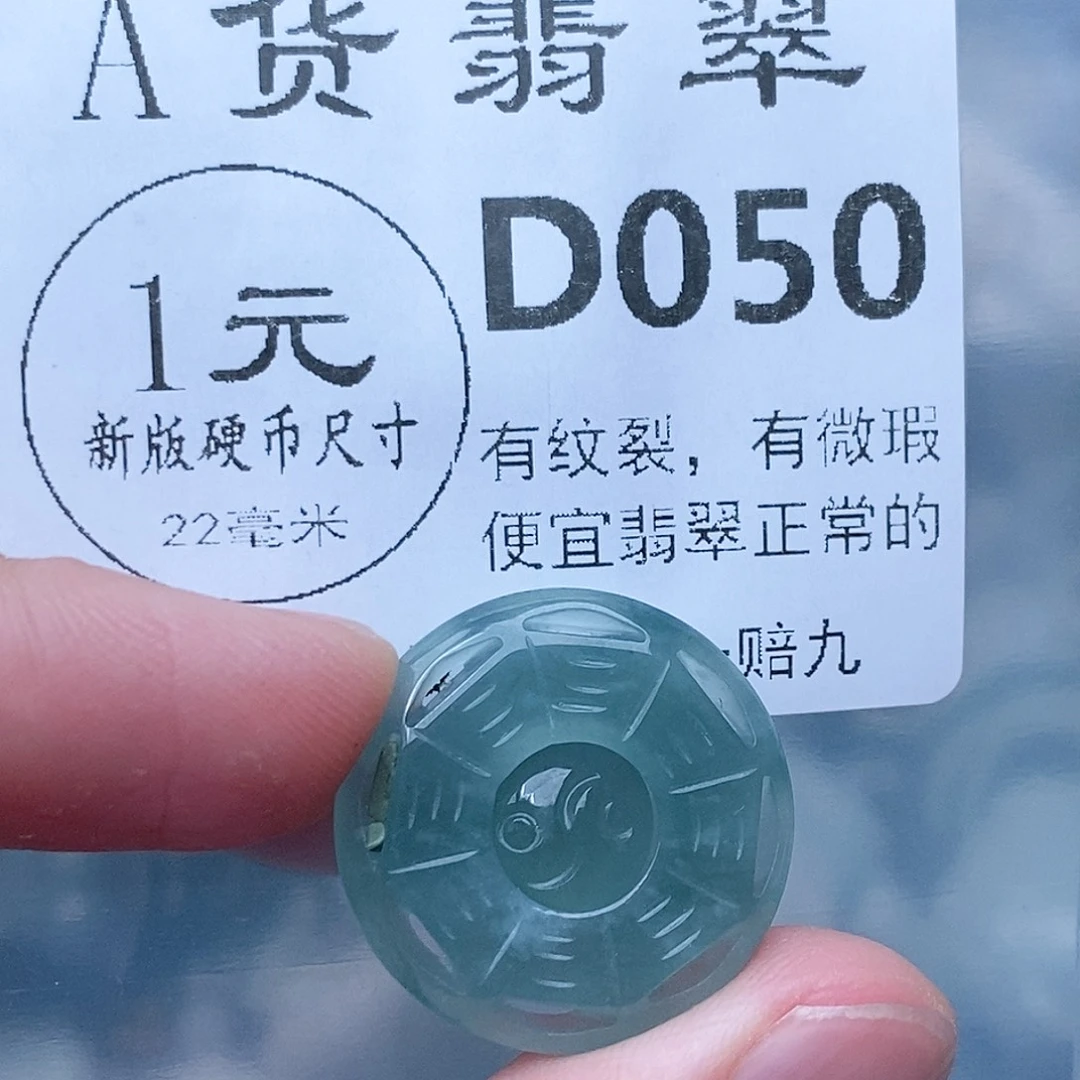 A货翡翠
D050
1元
新版硬币尺寸
22毫米
有纹裂，有微瑕
便宜翡翠正常的
赔九